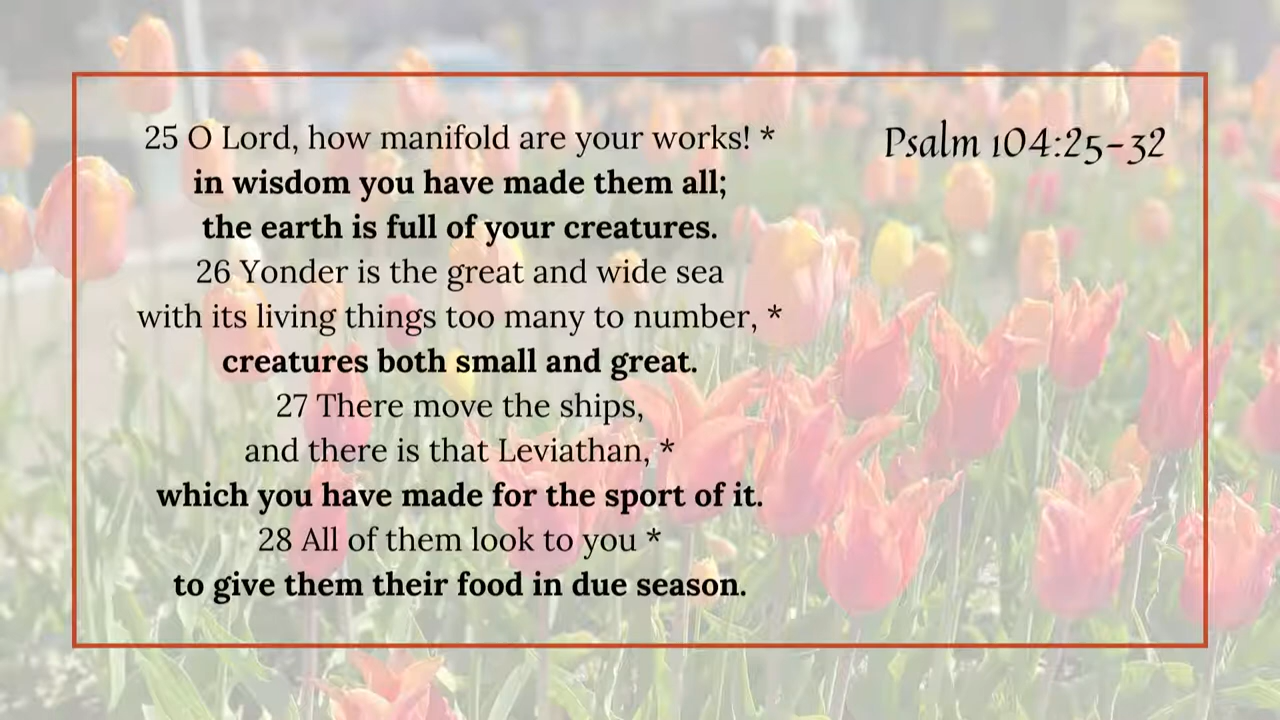 25 O Lord, how manifold are your works! *
in wisdom you have made them all;
the earth is full of your creatures.
26 Yonder is the great and wide sea
with its living things too many to number, *
creatures both small and great.
27 There move the ships,
and there is that Leviathan, *
which you have made for the sport of it.
28 All of them look to you *
to give them their food in due season.
Psalm 104:25-32